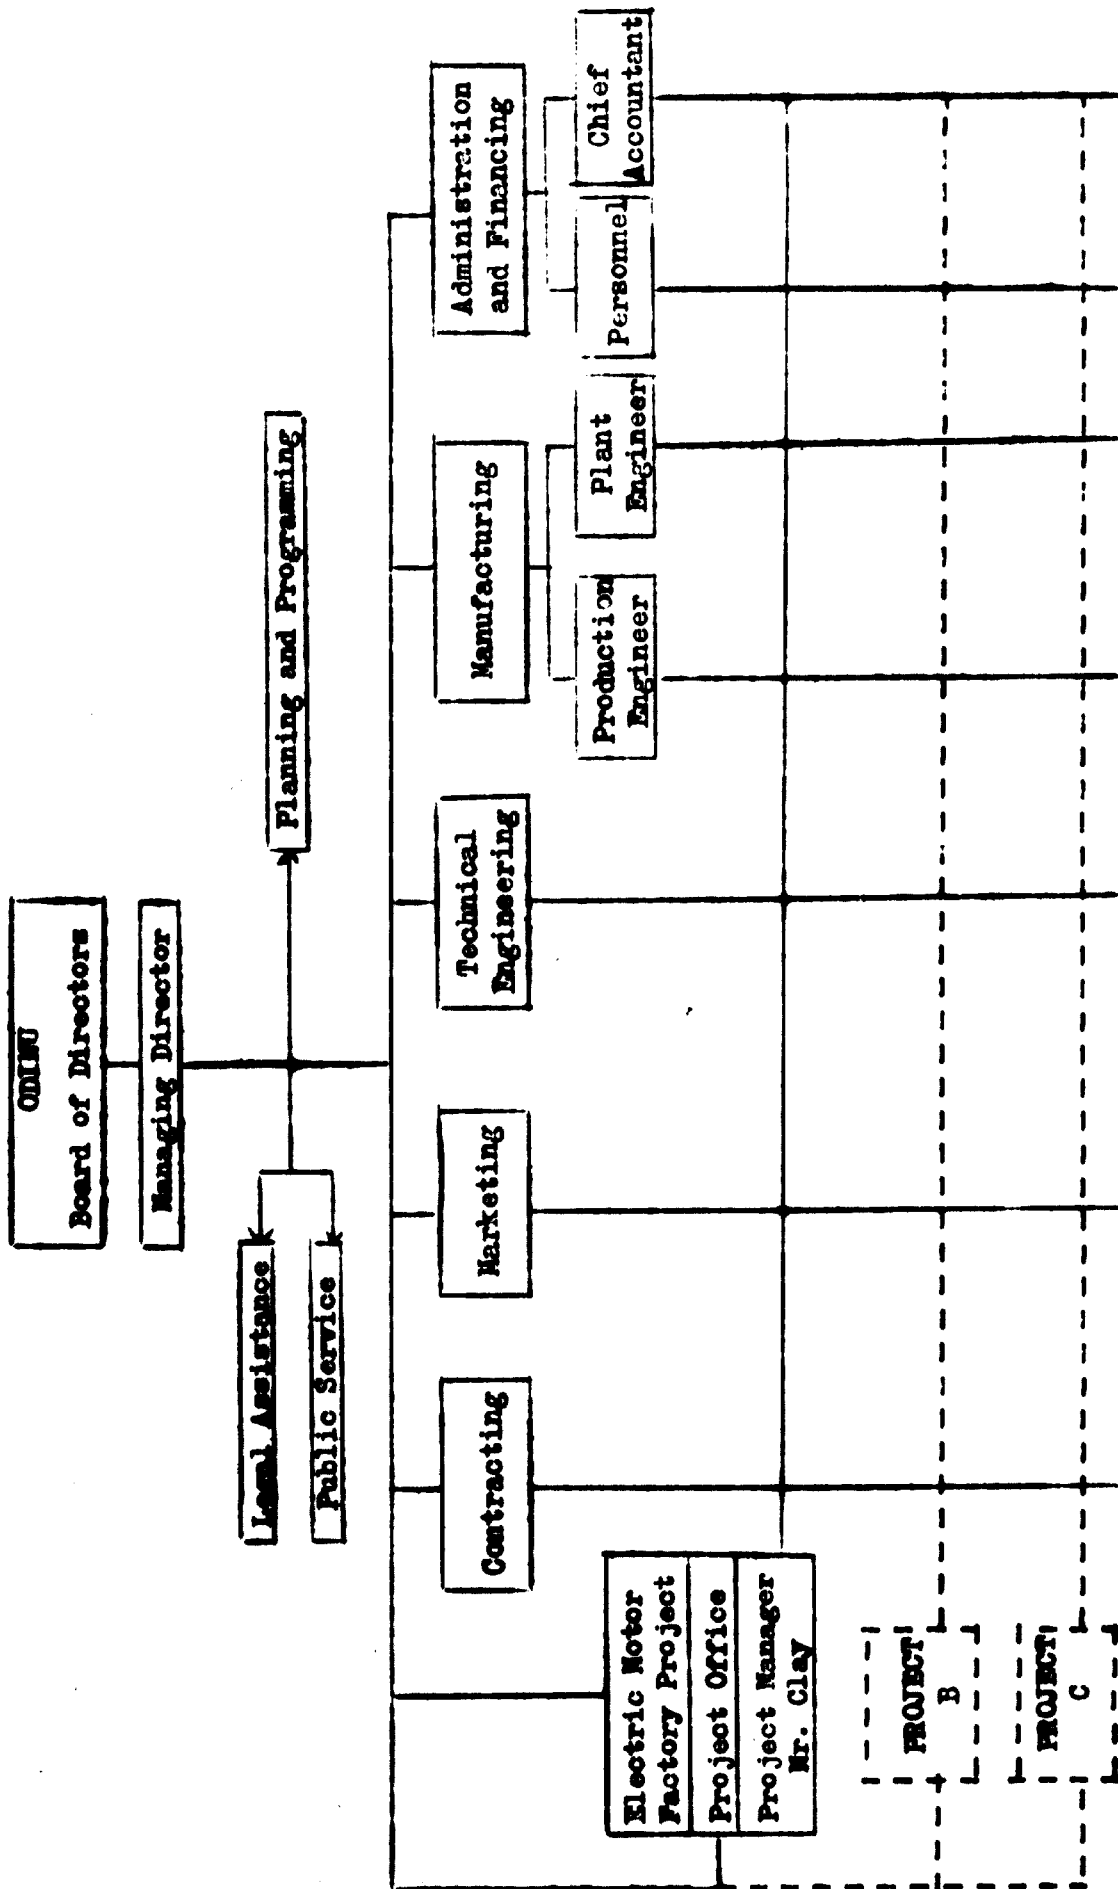 ODIMU
Board of Directors
Managing Director
Legal Assistance
Public Service
Planning and Programing
Contracting
Marketing
Technical
Engineering
Manufacturing
Administration
and Financing
Production
Engineer
Plant
Engineer
Personnel
Chief
Accountant
Electric Motor
Factory Project
Project Office
Project Manager
Mr. Clay
PROJECT
B
PROJECT
C